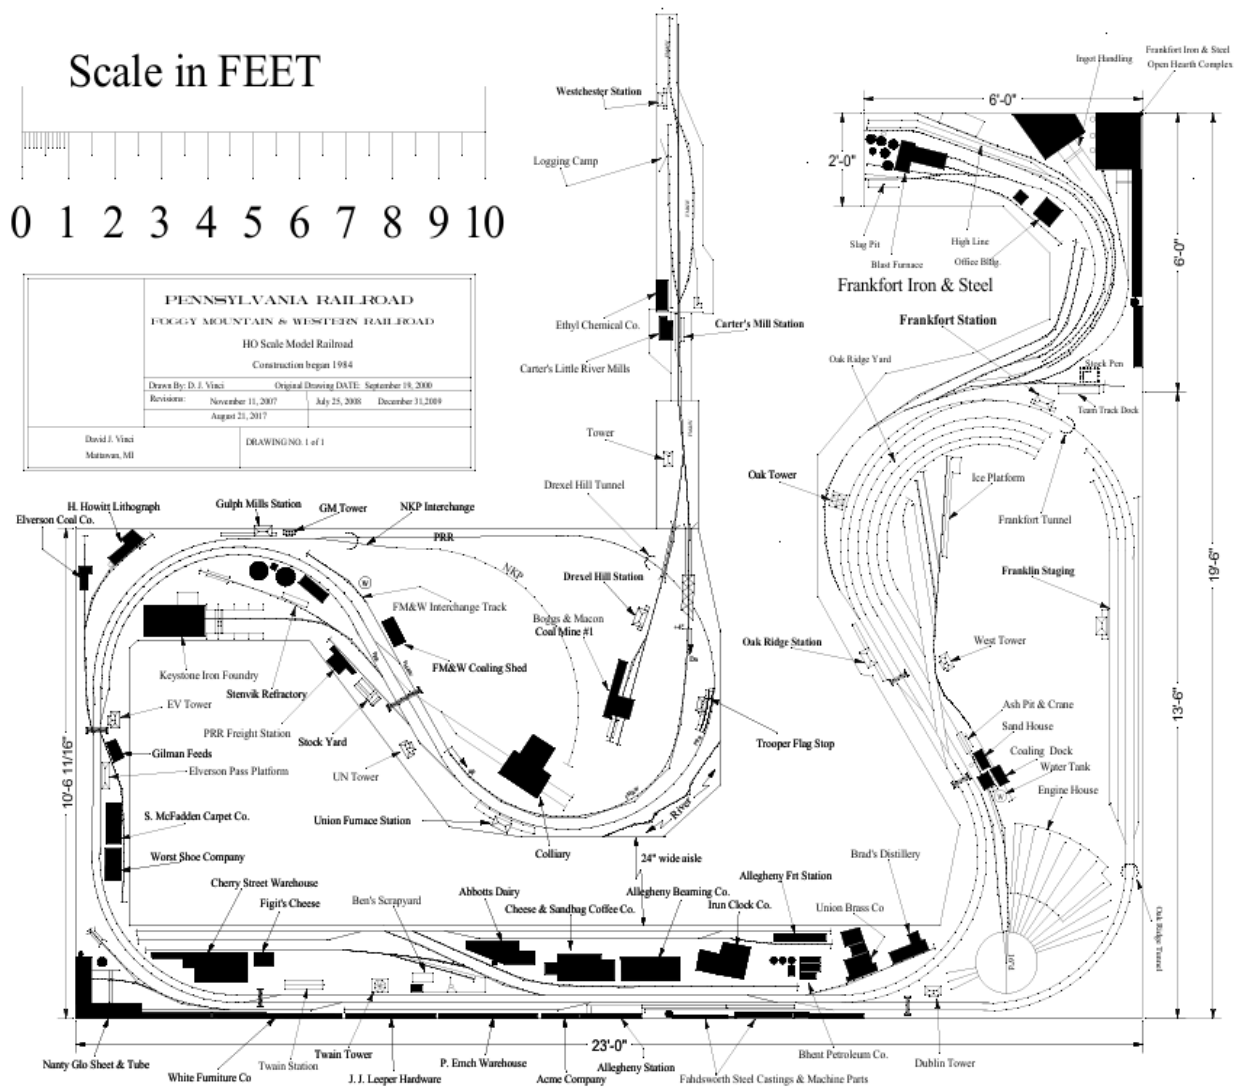 Scale in FEET
0 1 2 3 4 5 6 7 8 9 10
PENNSYLVANIA RAILROAD
FOGGY MOUNTAIN & WESTERN RAILROAD
HO Scale Model Railroad
Construction began 1984
Drawn By: D. J. Vinci
Original Drawing DATE: September 19, 2000
Revisions:
November 11, 2007
July 25, 2008
December 31,2009
August 21, 2017
David J. Vinci
Mattawan, MI
DRAWING NO. 1 of 1
Westchester Station
Logging Camp
Ethyl Chemical Co.
Carter's Mill Station
Carter's Little River Mills
Tower
Drexel Hill Tunnel
Drexel Hill Station
Boggs & Macon
Coal Mine #1
Ingot Handling
Frankfort Iron & Steel
Open Hearth Complex
6'-0"
2'-0"
Slag Pit
Blast Furnace
High Line
Office Bldg.
Frankfort Iron & Steel
6'-0"
19'-6"
13'-6"
Frankfort Station
Oak Ridge Yard
Stock Pen
Team Track Dock
Oak Tower
Ice Platform
Frankfort Tunnel
Franklin Staging
Oak Ridge Station
West Tower
Ash Pit & Crane
Sand House
Coaling Dock
Water Tank
Engine House
Oak Ridge Tunnel
H. Howitt Lithograph
Elverson Coal Co.
Gulph Mills Station
GM Tower
NKP Interchange
PRR
NKP
FM&W Interchange Track
FM&W Coaling Shed
Keystone Iron Foundry
Stenvik Refractory
EV Tower
PRR Freight Station
Stock Yard
Gilman Feeds
Elverson Pass Platform
UN Tower
Trooper Flag Stop
10'-6 11/16"
S. McFadden Carpet Co.
Union Furnace Station
River
Worst Shoe Company
Colliary
24" wide aisle
Brad's Distillery
Cherry Street Warehouse
Figit's Cheese
Ben's Scrapyard
Abbotts Dairy
Cheese & Sandbag Coffee Co.
Allegheny Bearning Co.
Irun Clock Co.
Allegheny Frt Station
Union Brass Co
23'-0"
Nanty Glo Sheet & Tube
White Furniture Co
Twain Station
Twain Tower
J. J. Leeper Hardware
P. Emch Warehouse
Acme Company
Allegheny Station
Fahdsworth Steel Castings & Machine Parts
Bhent Petroleum Co.
Dublin Tower